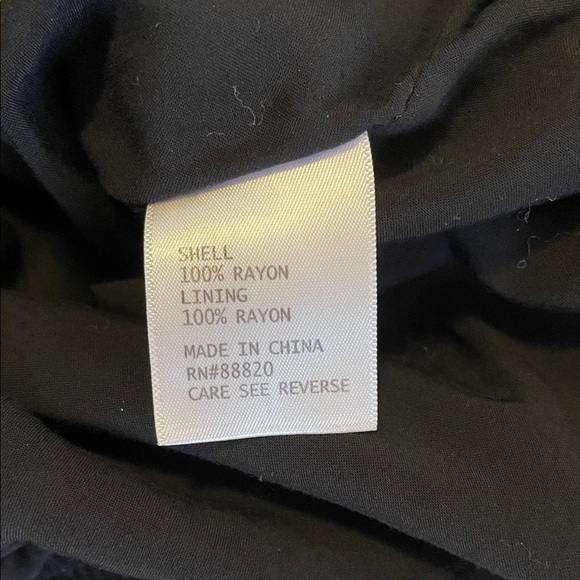 SHELL
100% RAYON
LINING
100% RAYON
MADE IN CHINA
RN#88820
CARE SEE REVERSE